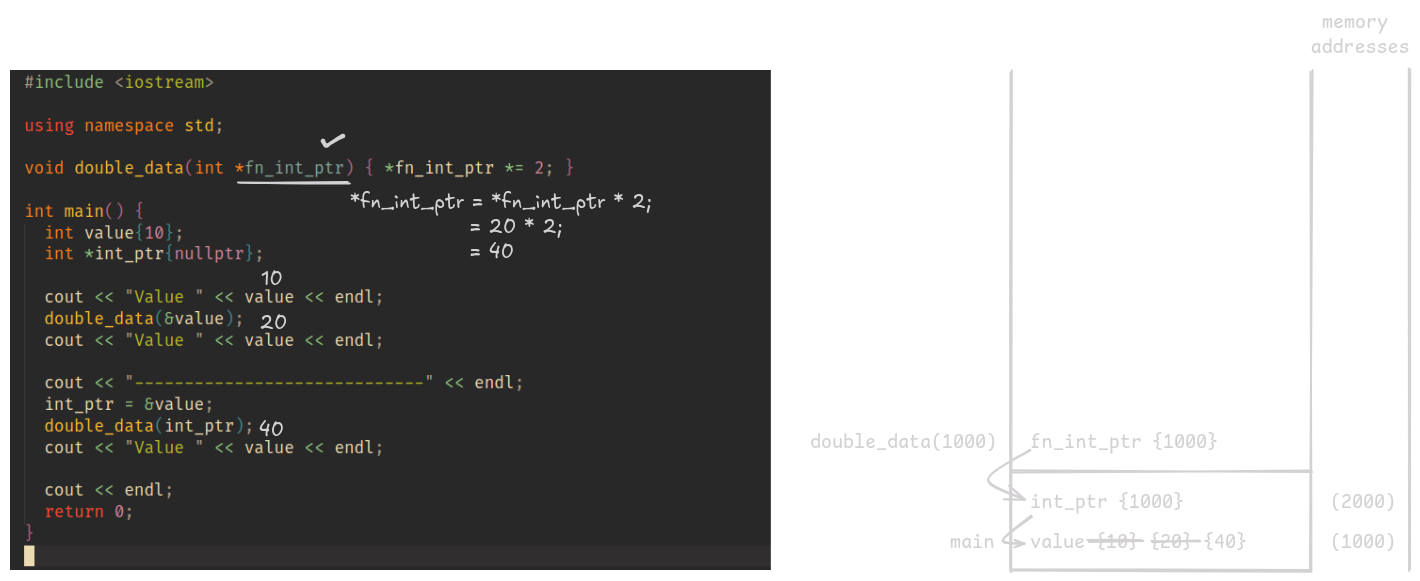 memory
addresses
#include <iostream>
using namespace std;
void double_data(int *fn_int_ptr) { *fn_int_ptr *= 2; }
*fn_int_ptr = *fn_int_ptr * 2;
= 20 * 2;
= 40
int main() {
int value{10};
int *int_ptr{nullptr};
10
cout << "Value " << value << endl;
double_data(&value);
20
cout << "Value " << value << endl;
cout << "-----------------------------" << endl;
int_ptr = &value;
double_data(int_ptr);
40
cout << "Value " << value << endl;
cout << endl;
return 0;
}
double_data(1000) fn_int_ptr {1000}
int_ptr {1000} (2000)
main value {10} {20} {40} (1000)